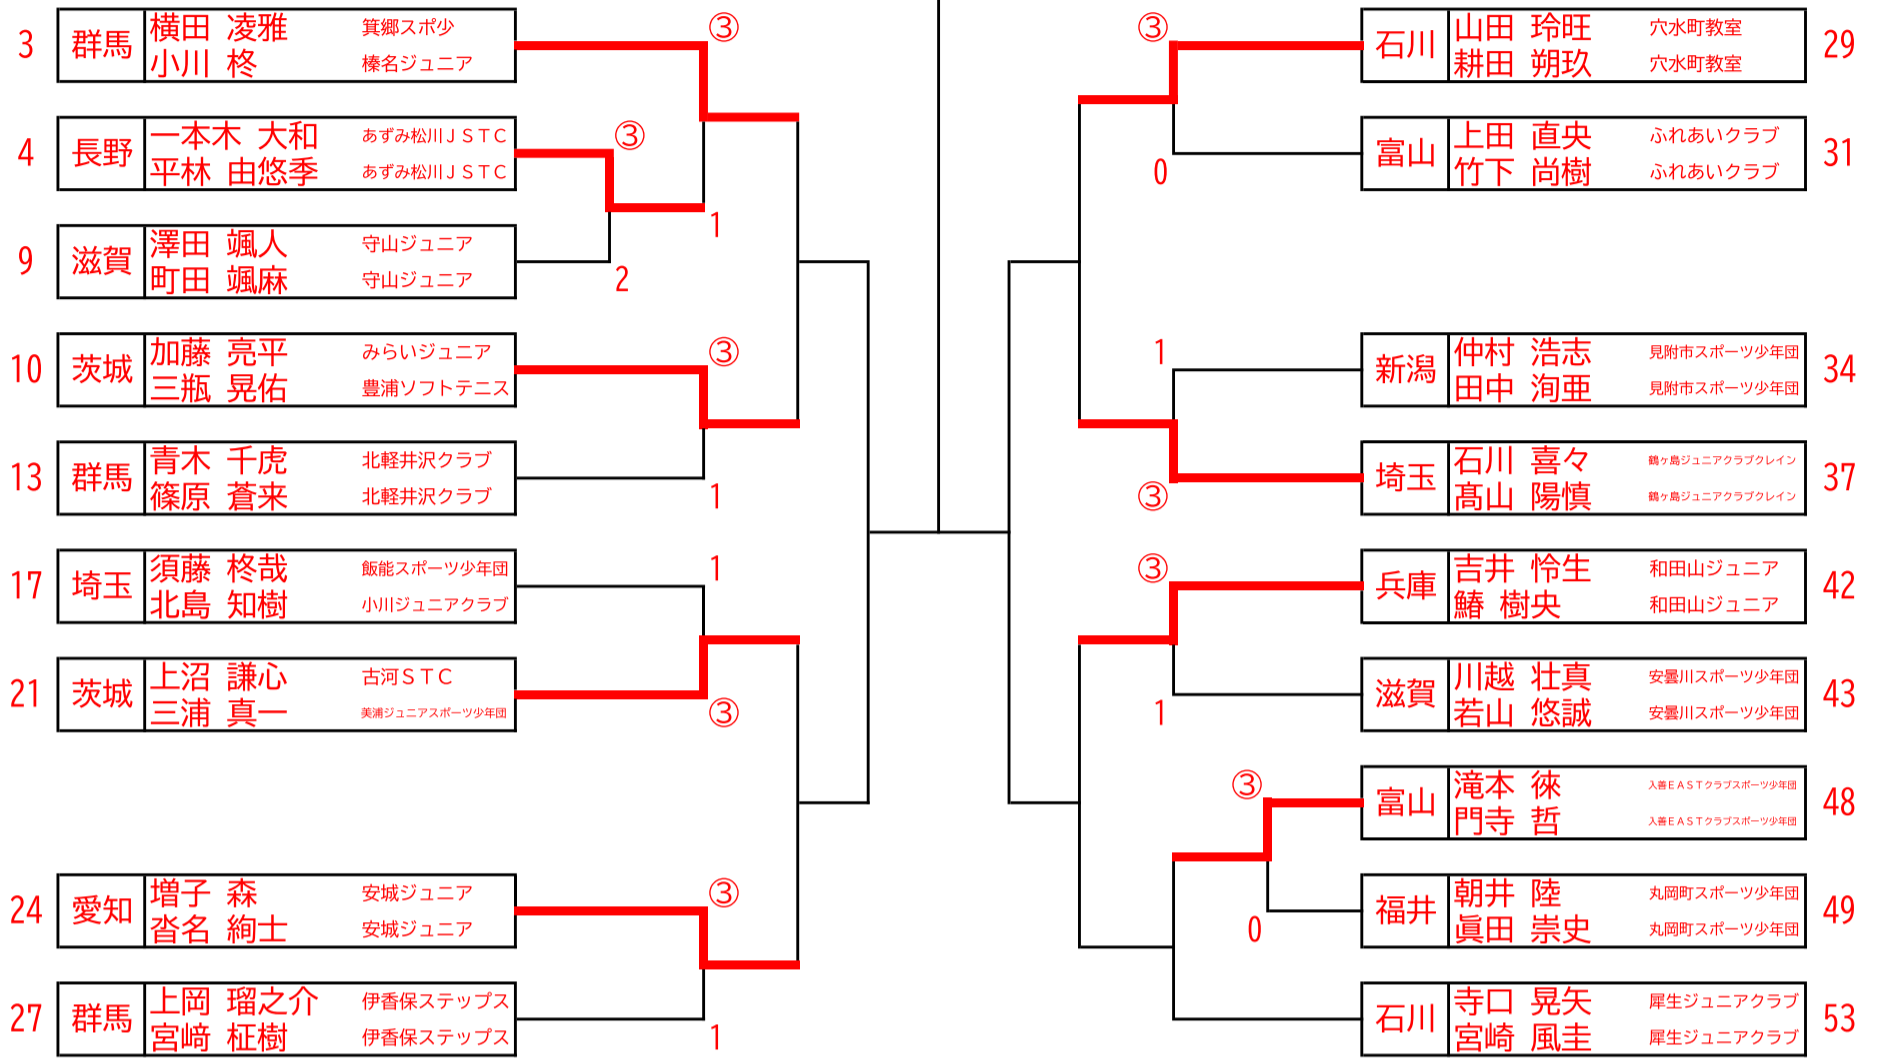 3 群馬 横田 凌雅 箕郷スポ少
小川 柊 榛名ジュニア
③
4 長野 一本木 大和 あずみ松川ＪＳＴＣ
平林 由悠季 あずみ松川ＪＳＴＣ
③
1
9 滋賀 澤田 颯人 守山ジュニア
町田 颯麻 守山ジュニア
2
10 茨城 加藤 亮平 みらいジュニア
三瓶 晃佑 豊浦ソフトテニス
③
13 群馬 青木 千虎 北軽井沢クラブ
篠原 蒼来 北軽井沢クラブ
1
17 埼玉 須藤 柊哉 飯能スポーツ少年団
北島 知樹 小川ジュニアクラブ
1
21 茨城 上沼 謙心 古河ＳＴＣ
三浦 真一 美浦ジュニアスポーツ少年団
③
24 愛知 増子 森 安城ジュニア
沓名 絢士 安城ジュニア
③
27 群馬 上岡 瑠之介 伊香保ステップス
宮﨑 柾樹 伊香保ステップス
1
③
石川 山田 玲旺 穴水町教室 29
耕田 朔玖 穴水町教室
0
富山 上田 直央 ふれあいクラブ 31
竹下 尚樹 ふれあいクラブ
1
新潟 仲村 浩志 見附市スポーツ少年団 34
田中 洵亜 見附市スポーツ少年団
③
埼玉 石川 喜々 鶴ヶ島ジュニアクラブクレイン 37
髙山 陽慎 鶴ヶ島ジュニアクラブクレイン
③
兵庫 吉井 怜生 和田山ジュニア 42
鰆 樹央 和田山ジュニア
1
滋賀 川越 壮真 安曇川スポーツ少年団 43
若山 悠誠 安曇川スポーツ少年団
③
富山 滝本 徠 入善ＥＡＳＴクラブスポーツ少年団 48
門寺 哲 入善ＥＡＳＴクラブスポーツ少年団
0
福井 朝井 陸 丸岡町スポーツ少年団 49
眞田 崇史 丸岡町スポーツ少年団
石川 寺口 晃矢 犀生ジュニアクラブ 53
宮崎 風圭 犀生ジュニアクラブ